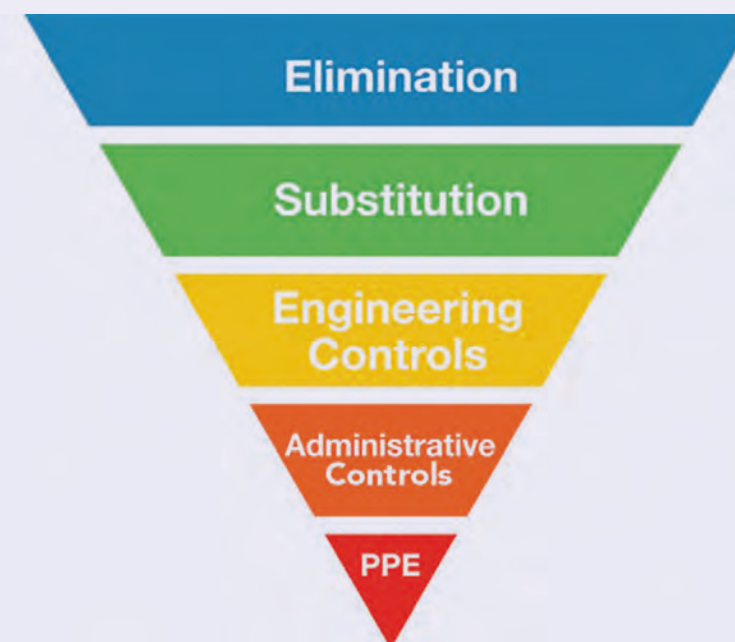 Elimination
Substitution
Engineering
Controls
Administrative
Controls
PPE